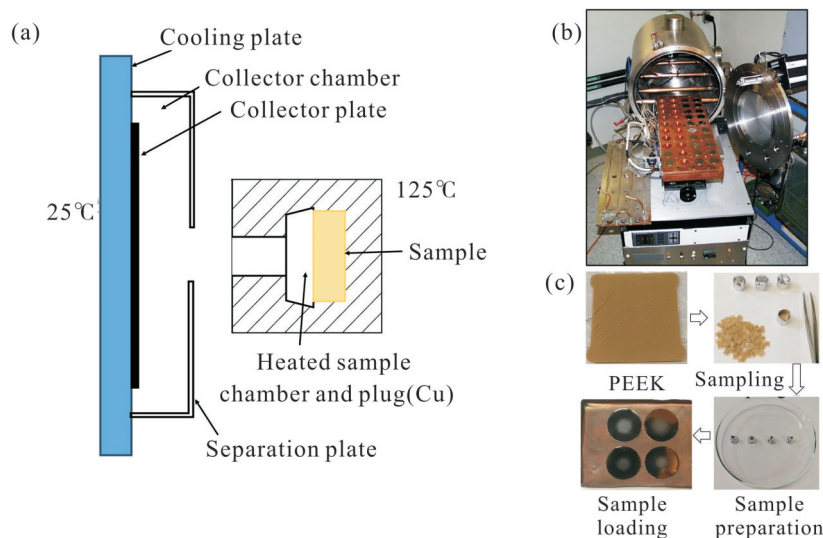 (a)
Cooling plate
Collector chamber
Collector plate
25℃
125℃
Sample
Heated sample
chamber and plug(Cu)
Separation plate
(b)
(c)
PEEK
Sampling
Sample
loading
Sample
preparation